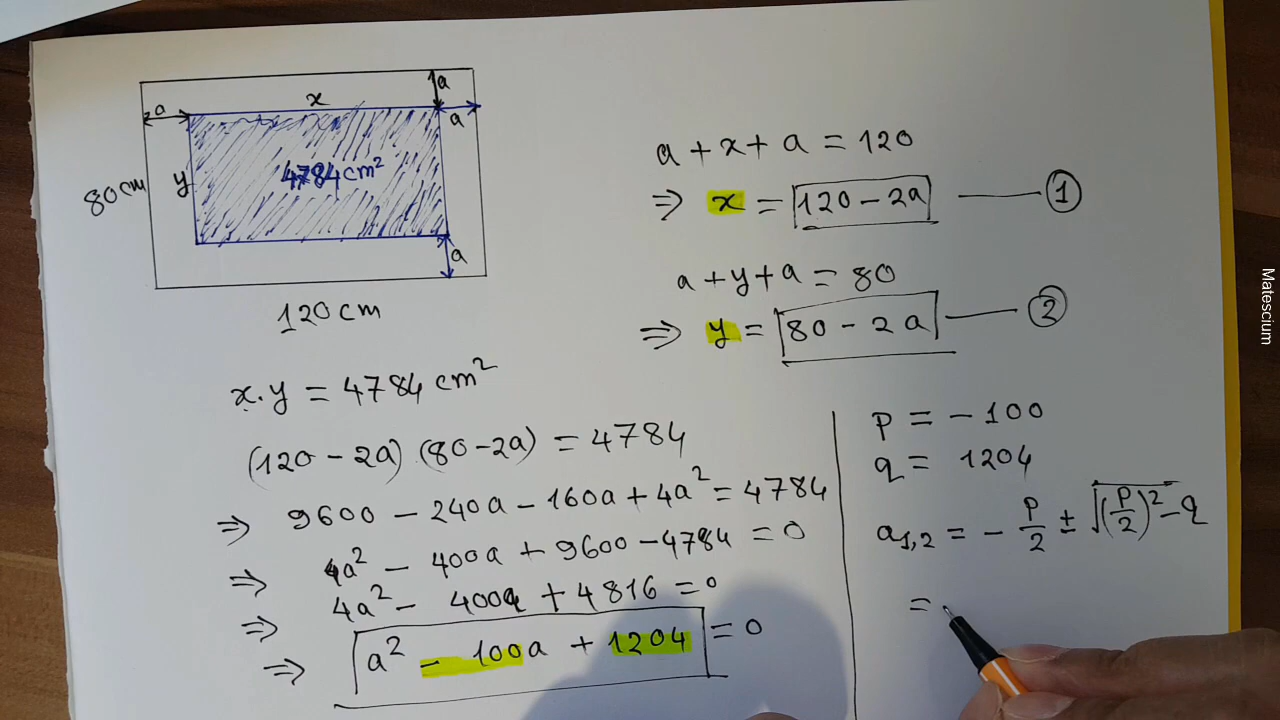 a
a x
a
80 cm y 4784 cm²
a
120 cm
a + x + a = 120
⇒ x = 120 - 2a ——— ①
a + y + a = 80
⇒ y = 80 - 2a ——— ②
x.y = 4784 cm²
(120 - 2a) (80 - 2a) = 4784
⇒ 9600 - 240a - 160a + 4a² = 4784
⇒ 4a² - 400a + 9600 - 4784 = 0
⇒ 4a² - 400a + 4816 = 0
⇒ a² - 100a + 1204 = 0
P = - 100
q = 1204
a₁,₂ = - P/2 ± √(P/2)² - q
=
Matescium